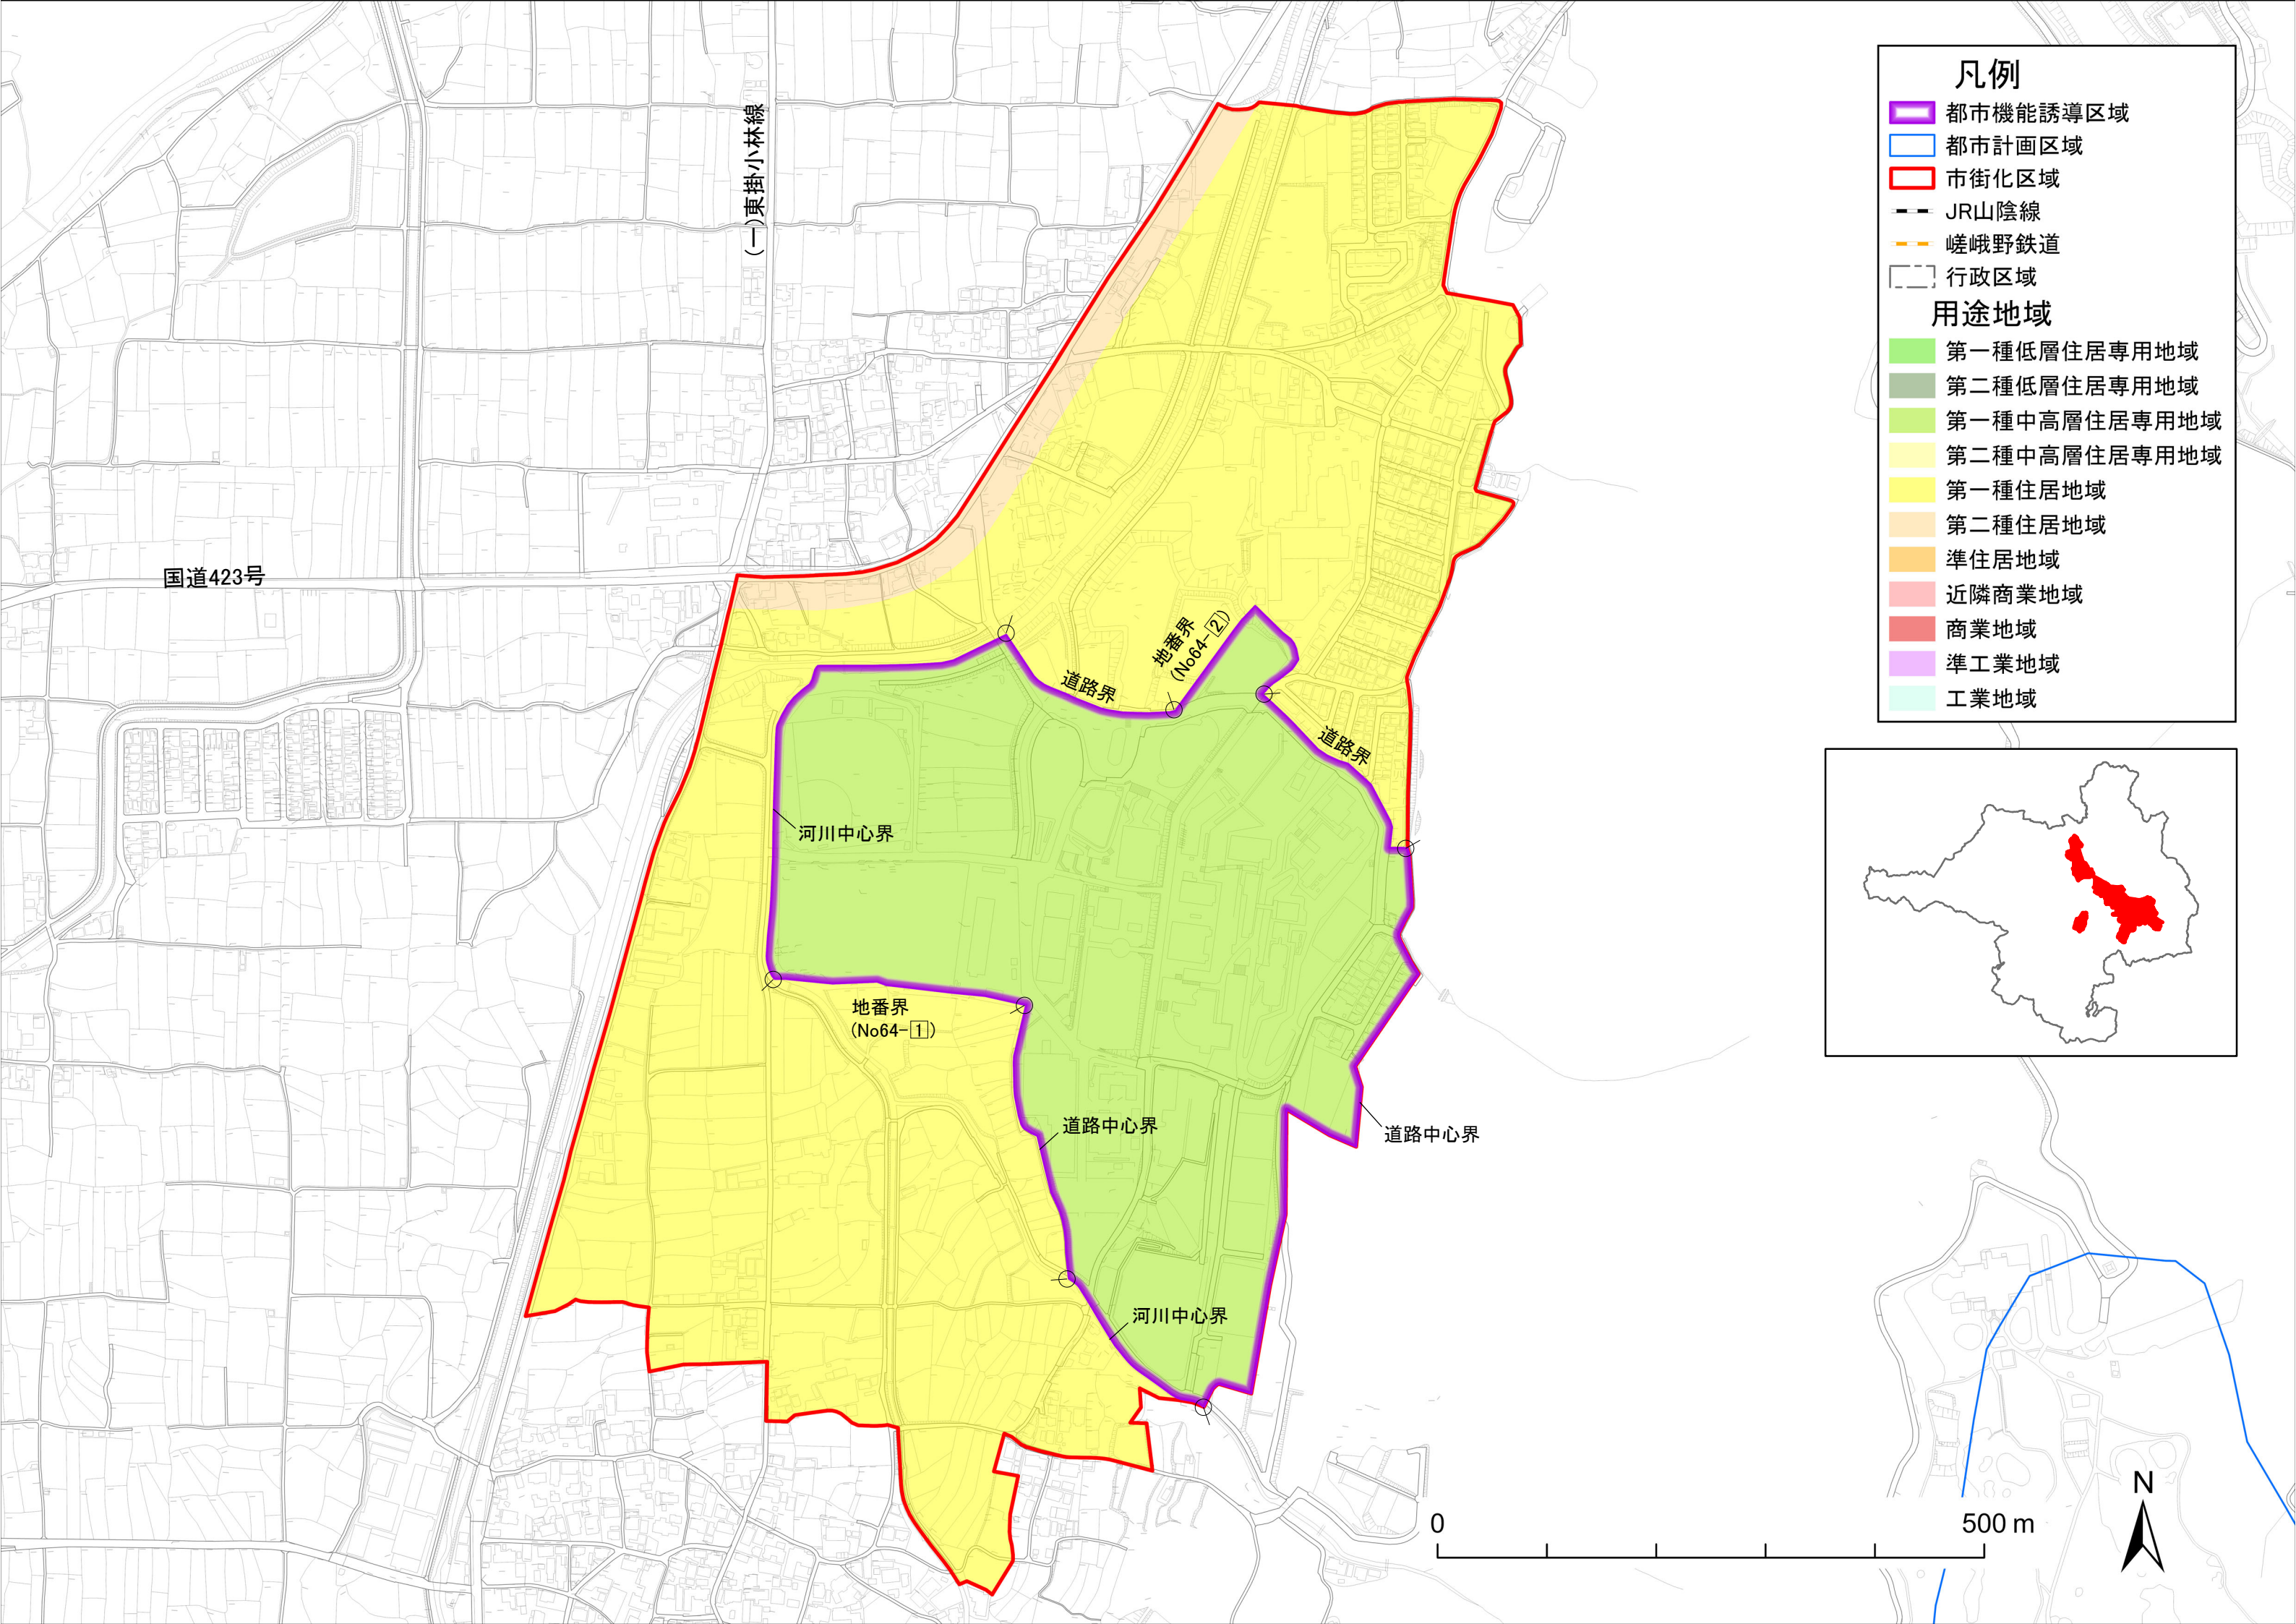 凡例
都市機能誘導区域
都市計画区域
市街化区域
JR山陰線
嵯峨野鉄道
行政区域
用途地域
第一種低層住居専用地域
第二種低層住居専用地域
第一種中高層住居専用地域
第二種中高層住居専用地域
第一種住居地域
第二種住居地域
準住居地域
近隣商業地域
商業地域
準工業地域
工業地域
(一)東掛小林線
国道423号
地番界
(No64-2)
道路界
道路界
河川中心界
地番界
(No64-1)
道路中心界
道路中心界
河川中心界
0
500 m
N